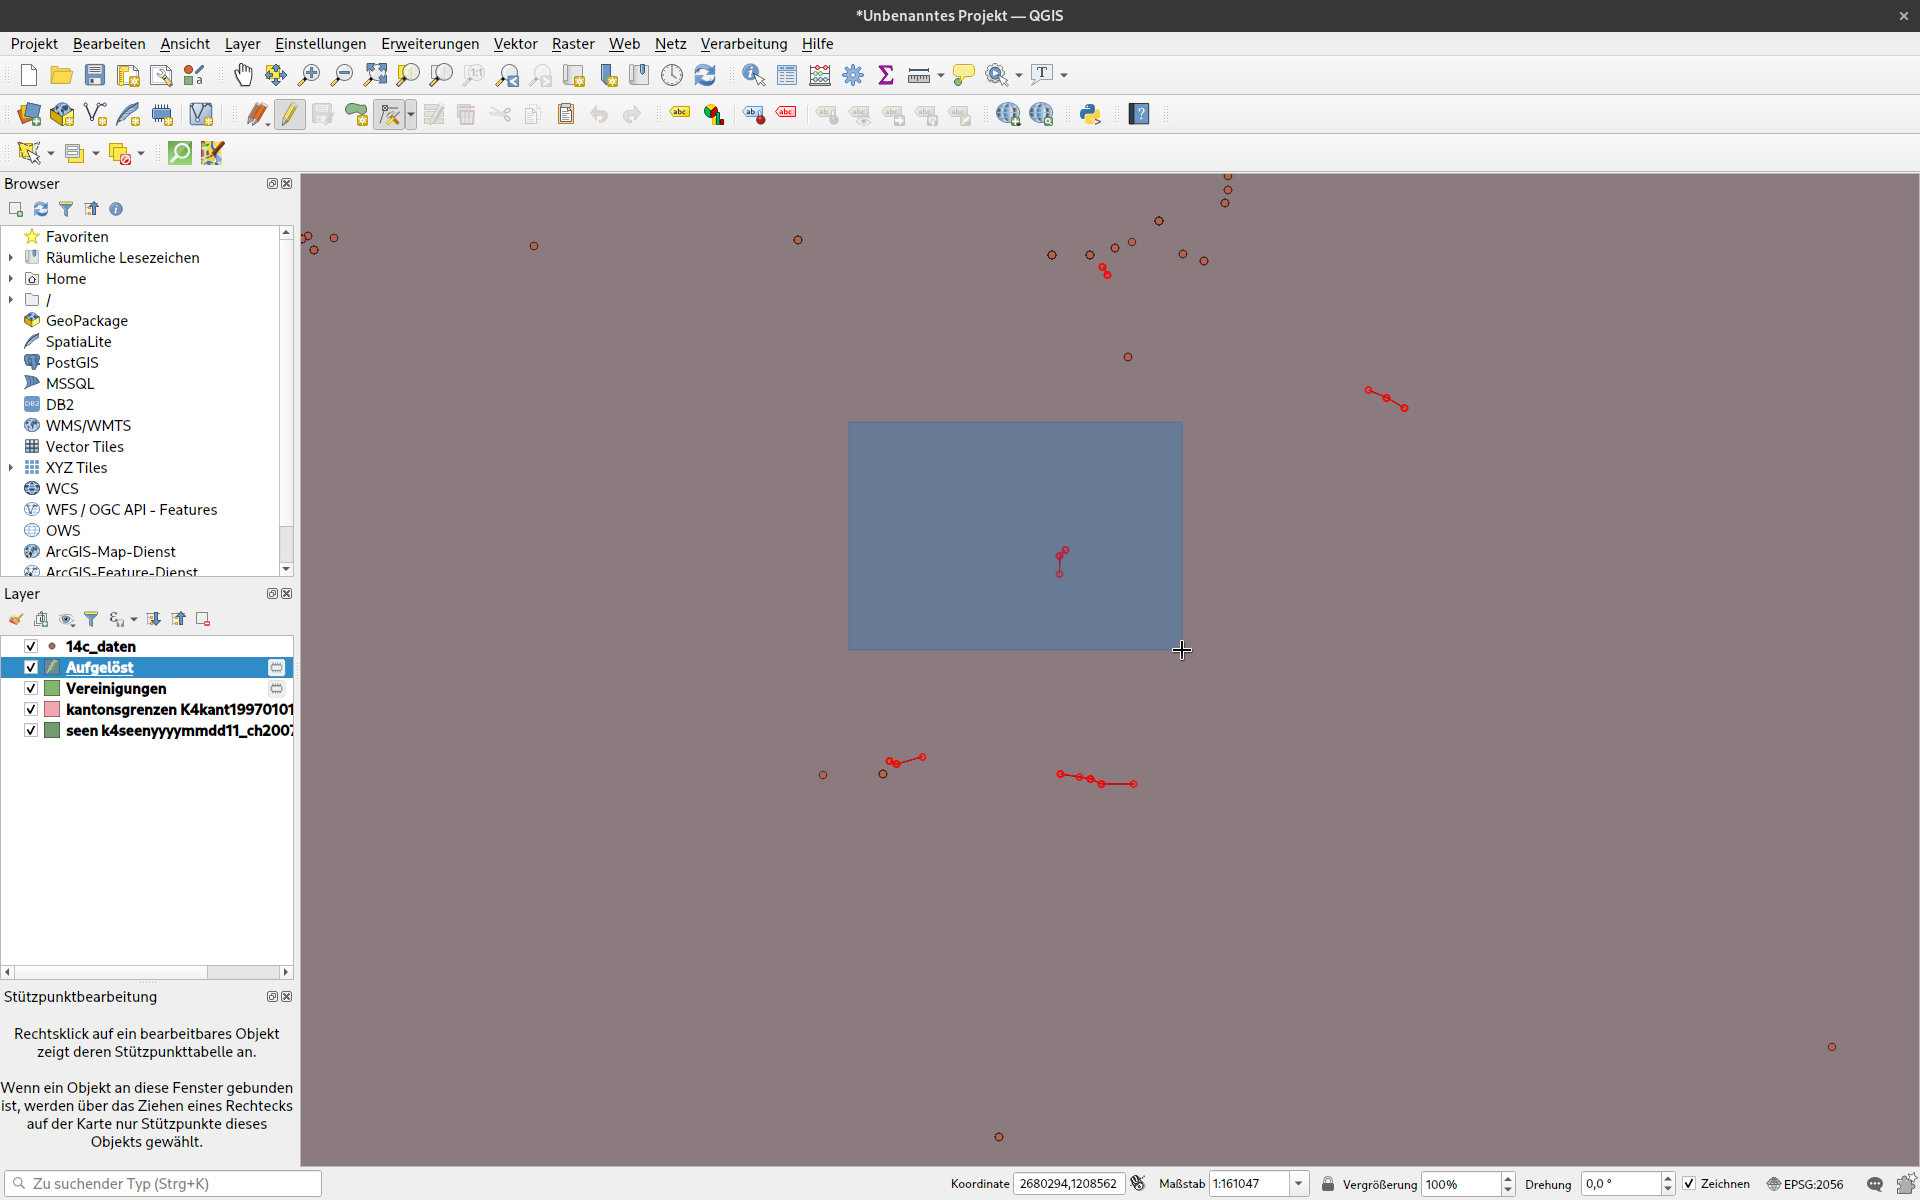 *Unbenanntes Projekt — QGIS
Projekt Bearbeiten Ansicht Layer Einstellungen Erweiterungen Vektor Raster Web Netz Verarbeitung Hilfe
Browser
Favoriten
Räumliche Lesezeichen
Home
/
GeoPackage
SpatiaLite
PostGIS
MSSQL
DB2
WMS/WMTS
Vector Tiles
XYZ Tiles
WCS
WFS / OGC API - Features
OWS
ArcGIS-Map-Dienst
ArcGIS-Feature-Dienst
Layer
14c_daten
Aufgelöst
Vereinigungen
kantonsgrenzen K4kant19970101
seen k4seenyyyymmdd11_ch2007
Stützpunktbearbeitung
Rechtsklick auf ein bearbeitbares Objekt
zeigt deren Stützpunkttabelle an.
Wenn ein Objekt an diese Fenster gebunden
ist, werden über das Ziehen eines Rechtecks
auf der Karte nur Stützpunkte dieses
Objekts gewählt.
Zu suchender Typ (Strg+K)
Koordinate 2680294,1208562 Maßstab 1:161047 Vergrößerung 100% Drehung 0,0 ° Zeichnen EPSG:2056